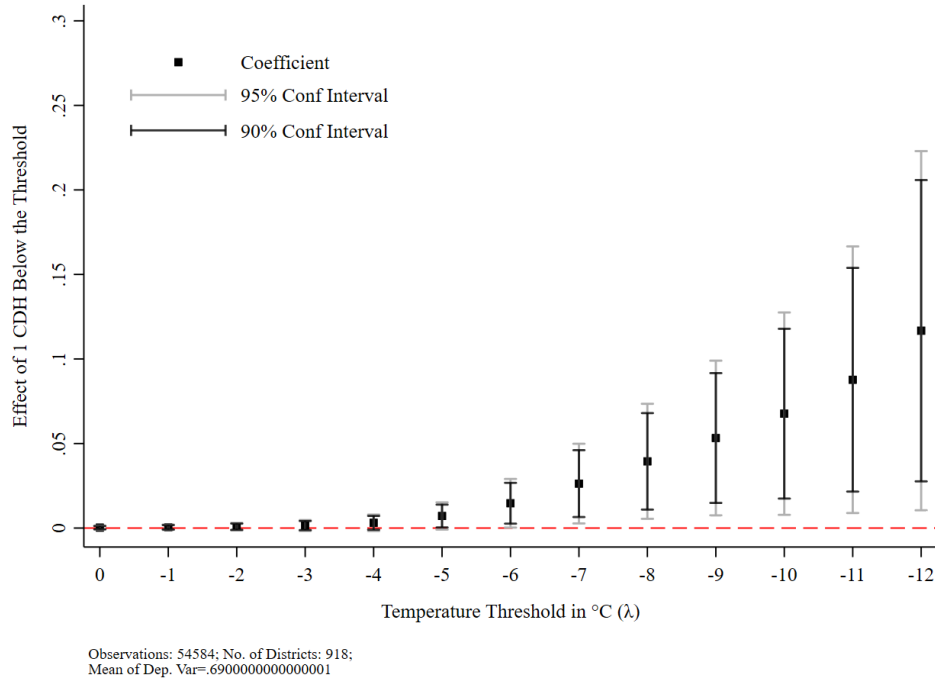 .3
.25
.2
.15
.1
.05
0
Effect of 1 CDH Below the Threshold
Coefficient
95% Conf Interval
90% Conf Interval
0 -1 -2 -3 -4 -5 -6 -7 -8 -9 -10 -11 -12
Temperature Threshold in °C (λ)
Observations: 54584; No. of Districts: 918;
Mean of Dep. Var=.6900000000000001